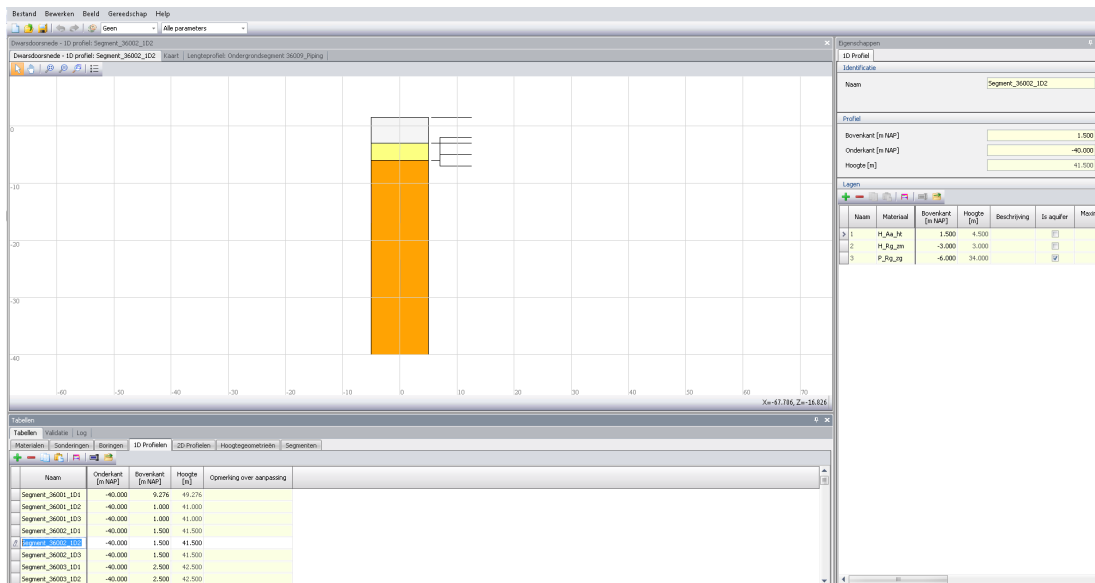 Bestand Bewerken Beeld Gereedschap Help
Geen Alle parameters
Dwarsdoorsnede - 1D profiel: Segment_36002_1D2
Dwarsdoorsnede - 1D profiel: Segment_36002_1D2 Kaart Lengteprofiel: Ondergrondsegment 36009_Piping
0
-10
-20
-30
-40
-60 -50 -40 -30 -20 -10 0 10 20 30 40 50 60 70
X=-67.786, Z=-16.826
Eigenschappen
1D Profiel
Identificatie
Naam Segment_36002_1D2
Profiel
Bovenkant [m NAP] 1.500
Onderkant [m NAP] -40.000
Hoogte [m] 41.500
Lagen
Naam Materiaal Bovenkant [m NAP] Hoogte [m] Beschrijving Is aquifer
1 H_Aa_ht 1.500 4.500
2 H_Rg_zm -3.000 3.000
3 P_Rg_zg -6.000 34.000
Tabellen
Tabellen Validatie Log
Materialen Sonderingen Boringen 1D Profielen 2D Profielen Hoogtegeometrieën Segmenten
Naam Onderkant [m NAP] Bovenkant [m NAP] Hoogte [m] Opmerking over aanpassing
Segment_36001_1D1 -40.000 9.276 49.276
Segment_36001_1D2 -40.000 1.000 41.000
Segment_36001_1D3 -40.000 1.000 41.000
Segment_36002_1D1 -40.000 1.500 41.500
Segment_36002_1D2 -40.000 1.500 41.500
Segment_36002_1D3 -40.000 1.500 41.500
Segment_36003_1D1 -40.000 2.500 42.500
Segment_36003_1D2 -40.000 2.500 42.500